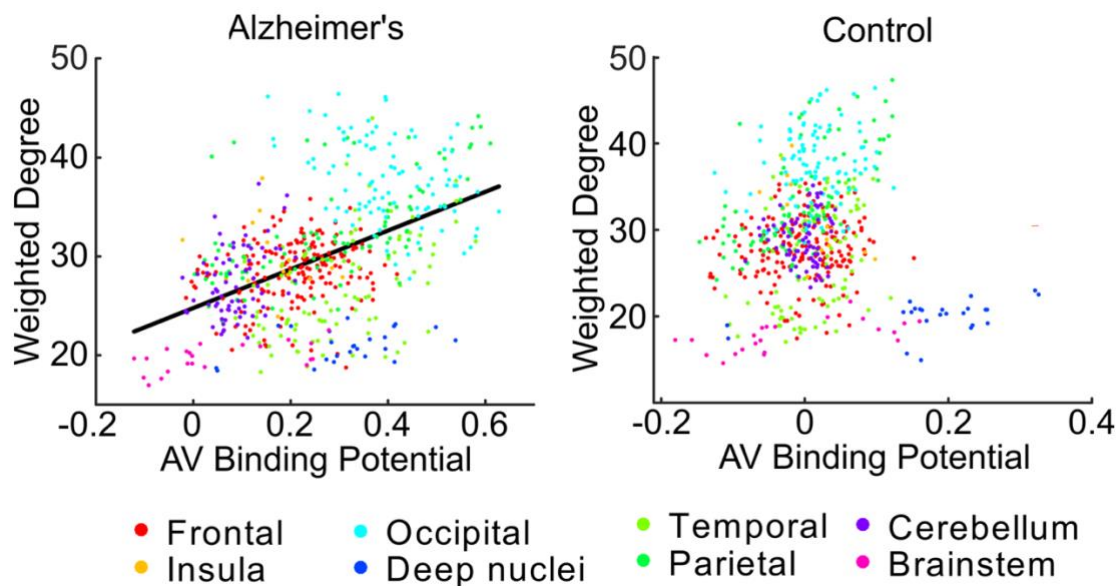 Alzheimer's
Control
50
40
30
20
Weighted Degree
-0.2
0
0.2
0.4
0.6
AV Binding Potential
50
40
30
20
Weighted Degree
-0.2
0
0.2
0.4
AV Binding Potential
Frontal
Occipital
Temporal
Cerebellum
Insula
Deep nuclei
Parietal
Brainstem